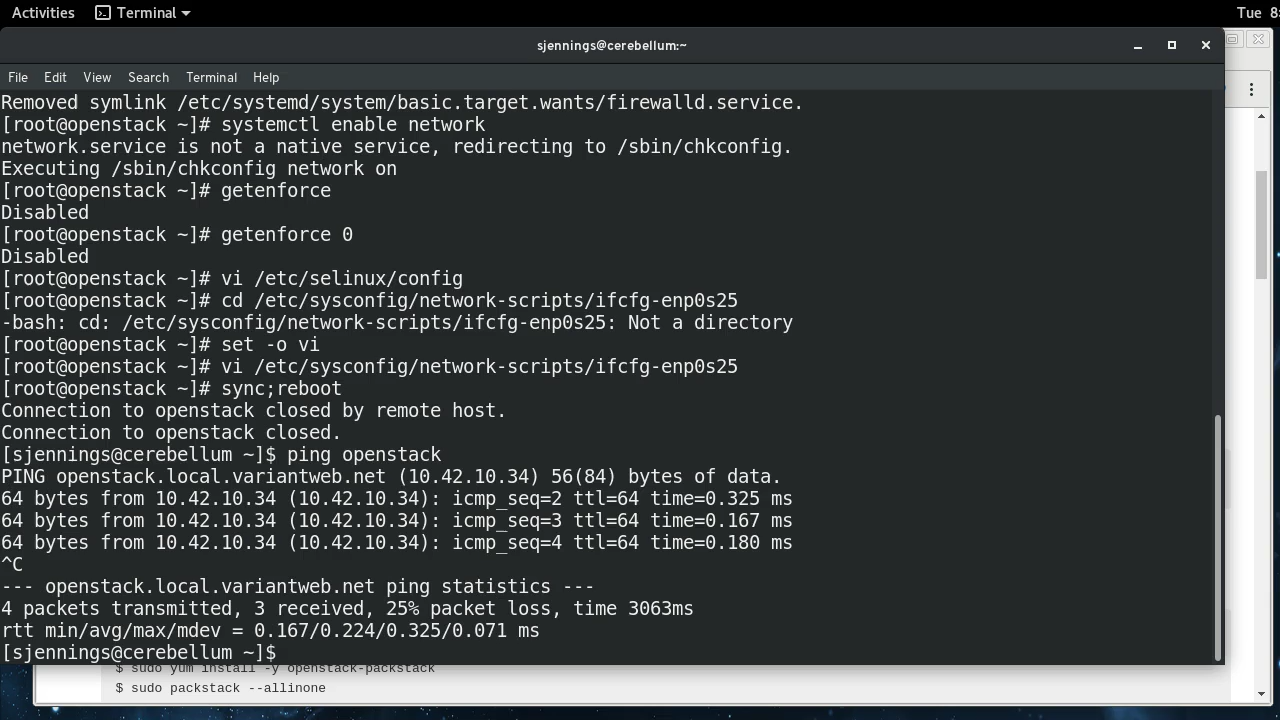 Activities Terminal Tue 8:
sjennings@cerebellum:~
File Edit View Search Terminal Help
Removed symlink /etc/systemd/system/basic.target.wants/firewalld.service.
[root@openstack ~]# systemctl enable network
network.service is not a native service, redirecting to /sbin/chkconfig.
Executing /sbin/chkconfig network on
[root@openstack ~]# getenforce
Disabled
[root@openstack ~]# getenforce 0
Disabled
[root@openstack ~]# vi /etc/selinux/config
[root@openstack ~]# cd /etc/sysconfig/network-scripts/ifcfg-enp0s25
-bash: cd: /etc/sysconfig/network-scripts/ifcfg-enp0s25: Not a directory
[root@openstack ~]# set -o vi
[root@openstack ~]# vi /etc/sysconfig/network-scripts/ifcfg-enp0s25
[root@openstack ~]# sync;reboot
Connection to openstack closed by remote host.
Connection to openstack closed.
[sjennings@cerebellum ~]$ ping openstack
PING openstack.local.variantweb.net (10.42.10.34) 56(84) bytes of data.
64 bytes from 10.42.10.34 (10.42.10.34): icmp_seq=2 ttl=64 time=0.325 ms
64 bytes from 10.42.10.34 (10.42.10.34): icmp_seq=3 ttl=64 time=0.167 ms
64 bytes from 10.42.10.34 (10.42.10.34): icmp_seq=4 ttl=64 time=0.180 ms
^C
--- openstack.local.variantweb.net ping statistics ---
4 packets transmitted, 3 received, 25% packet loss, time 3063ms
rtt min/avg/max/mdev = 0.167/0.224/0.325/0.071 ms
[sjennings@cerebellum ~]$
$ sudo yum install -y openstack-packstack
$ sudo packstack --allinone